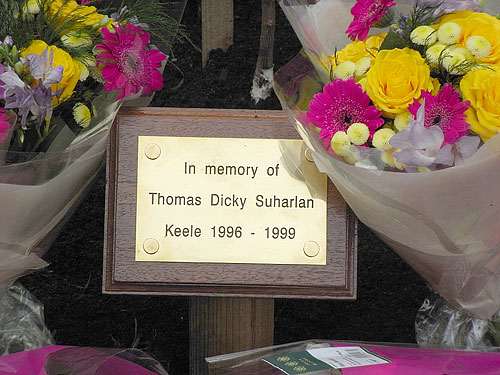 In memory of
Thomas Dicky Suharlan
Keele 1996 - 1999